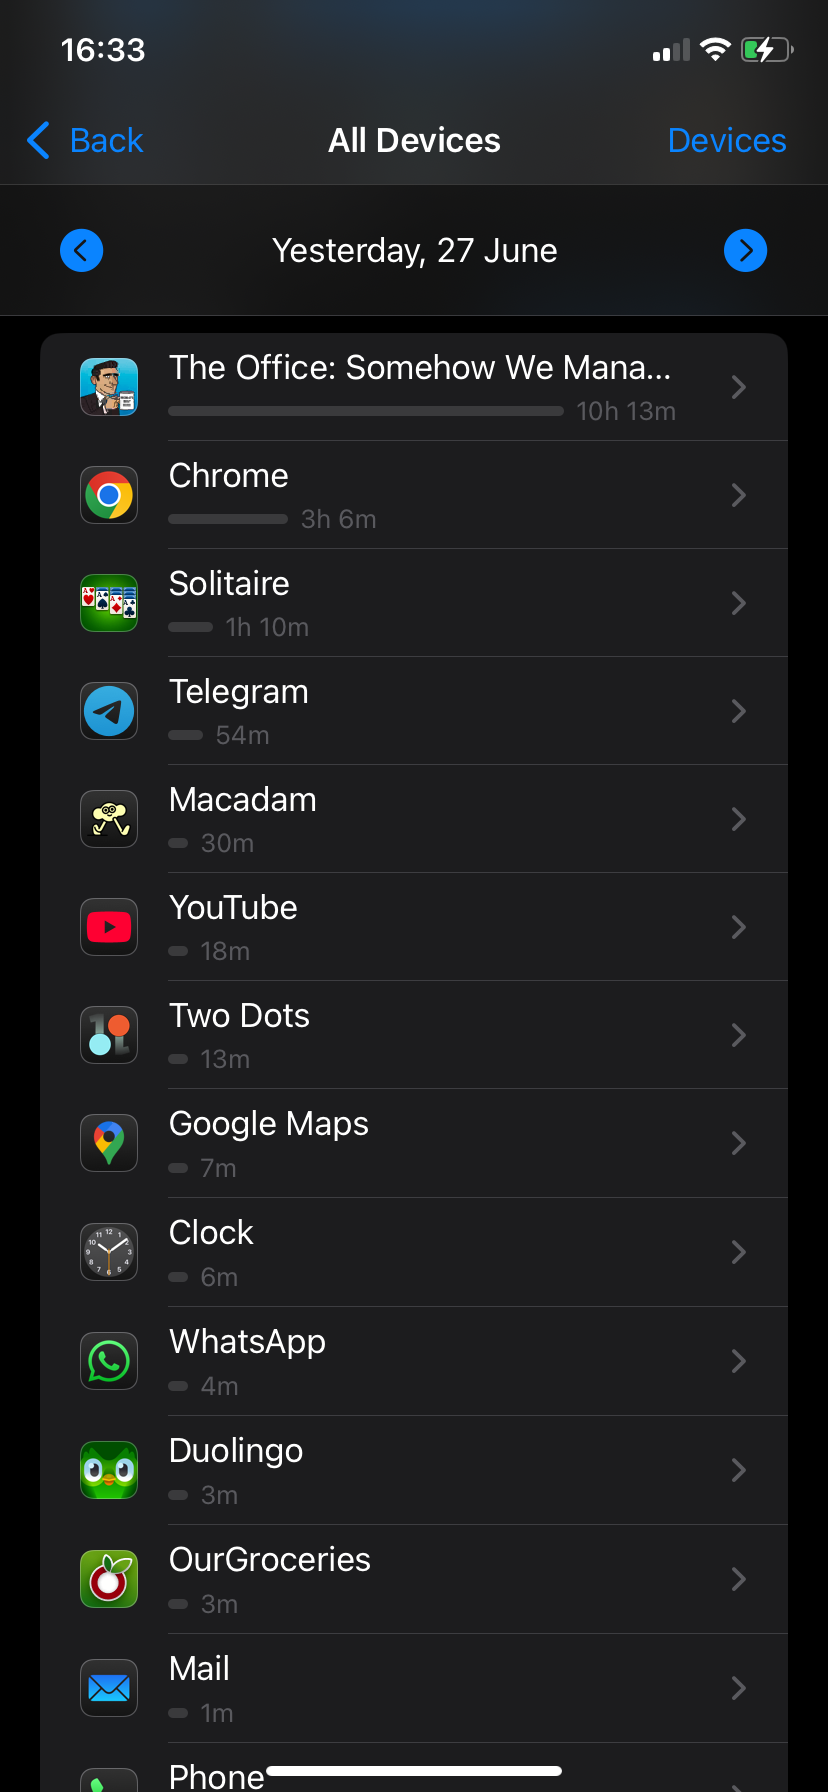 16:33
Back
All Devices
Devices
Yesterday, 27 June
The Office: Somehow We Mana...
10h 13m
Chrome
3h 6m
Solitaire
1h 10m
Telegram
54m
Macadam
30m
YouTube
18m
Two Dots
13m
Google Maps
7m
Clock
6m
WhatsApp
4m
Duolingo
3m
OurGroceries
3m
Mail
1m
Phone